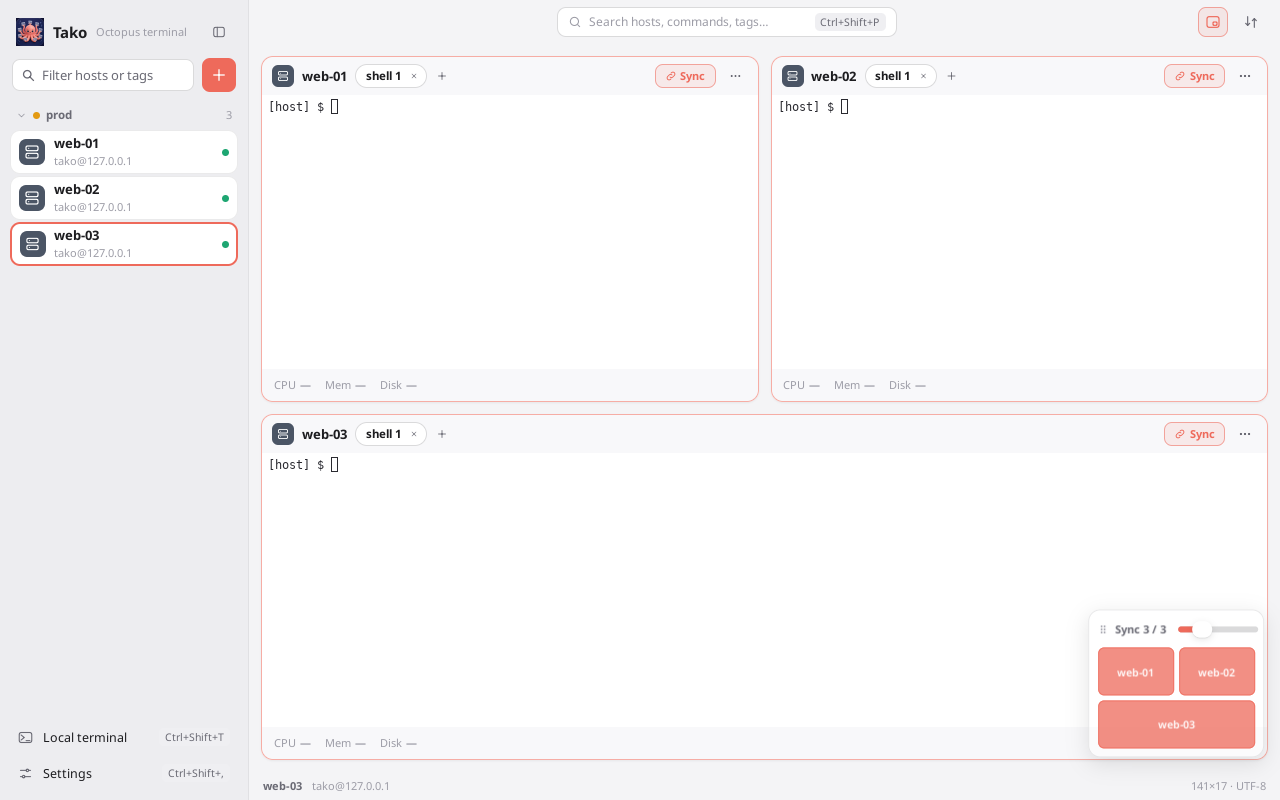 Tako Octopus terminal
Search hosts, commands, tags... Ctrl+Shift+P
Filter hosts or tags
prod 3
web-01
tako@127.0.0.1
web-02
tako@127.0.0.1
web-03
tako@127.0.0.1
Local terminal Ctrl+Shift+T
Settings Ctrl+Shift+,
web-01 shell 1 × + Sync ...
[host] $
CPU — Mem — Disk —
web-02 shell 1 × + Sync ...
[host] $
CPU — Mem — Disk —
web-03 shell 1 × + Sync ...
[host] $
CPU — Mem — Disk —
Sync 3 / 3
web-01 web-02
web-03
web-03 tako@127.0.0.1 141×17 · UTF-8